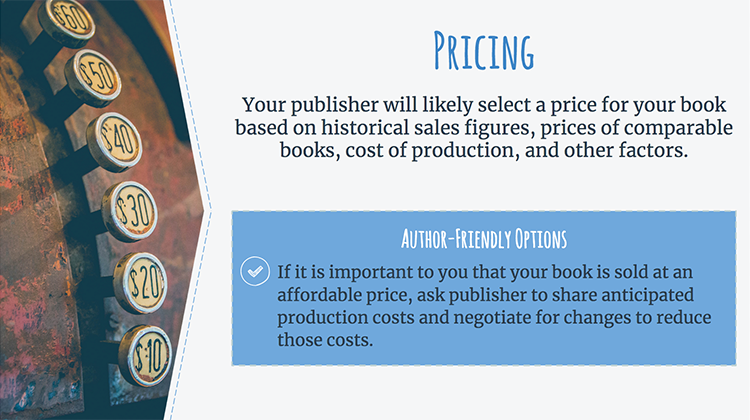 $60
$50
$40
$30
$20
$10
Pricing
Your publisher will likely select a price for your book
based on historical sales figures, prices of comparable
books, cost of production, and other factors.
Author-Friendly Options
If it is important to you that your book is sold at an
affordable price, ask publisher to share anticipated
production costs and negotiate for changes to reduce
those costs.